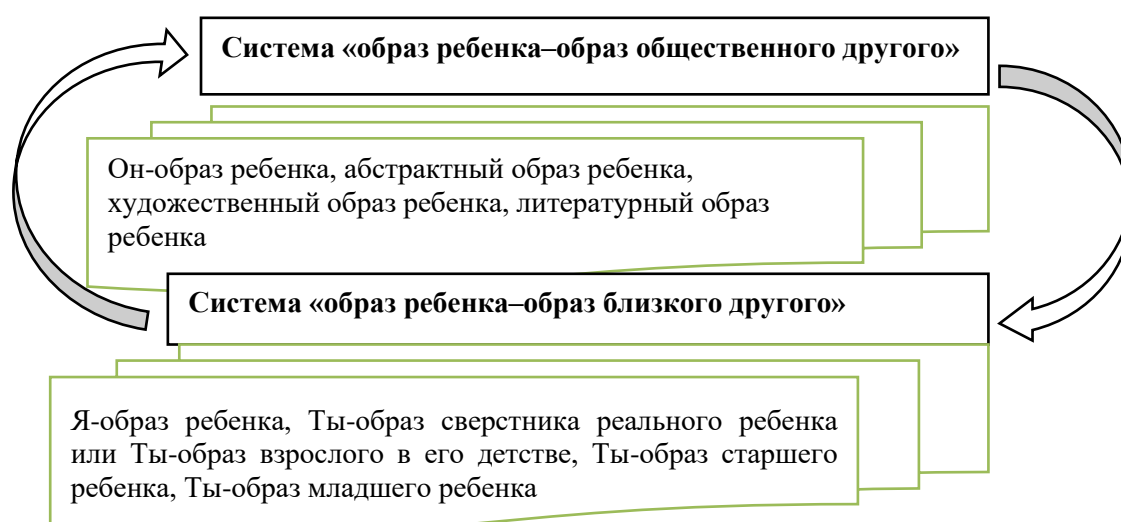 Система «образ ребенка–образ общественного другого»
Он-образ ребенка, абстрактный образ ребенка,
художественный образ ребенка, литературный образ
ребенка
Система «образ ребенка–образ близкого другого»
Я-образ ребенка, Ты-образ сверстника реального ребенка
или Ты-образ взрослого в его детстве, Ты-образ старшего
ребенка, Ты-образ младшего ребенка